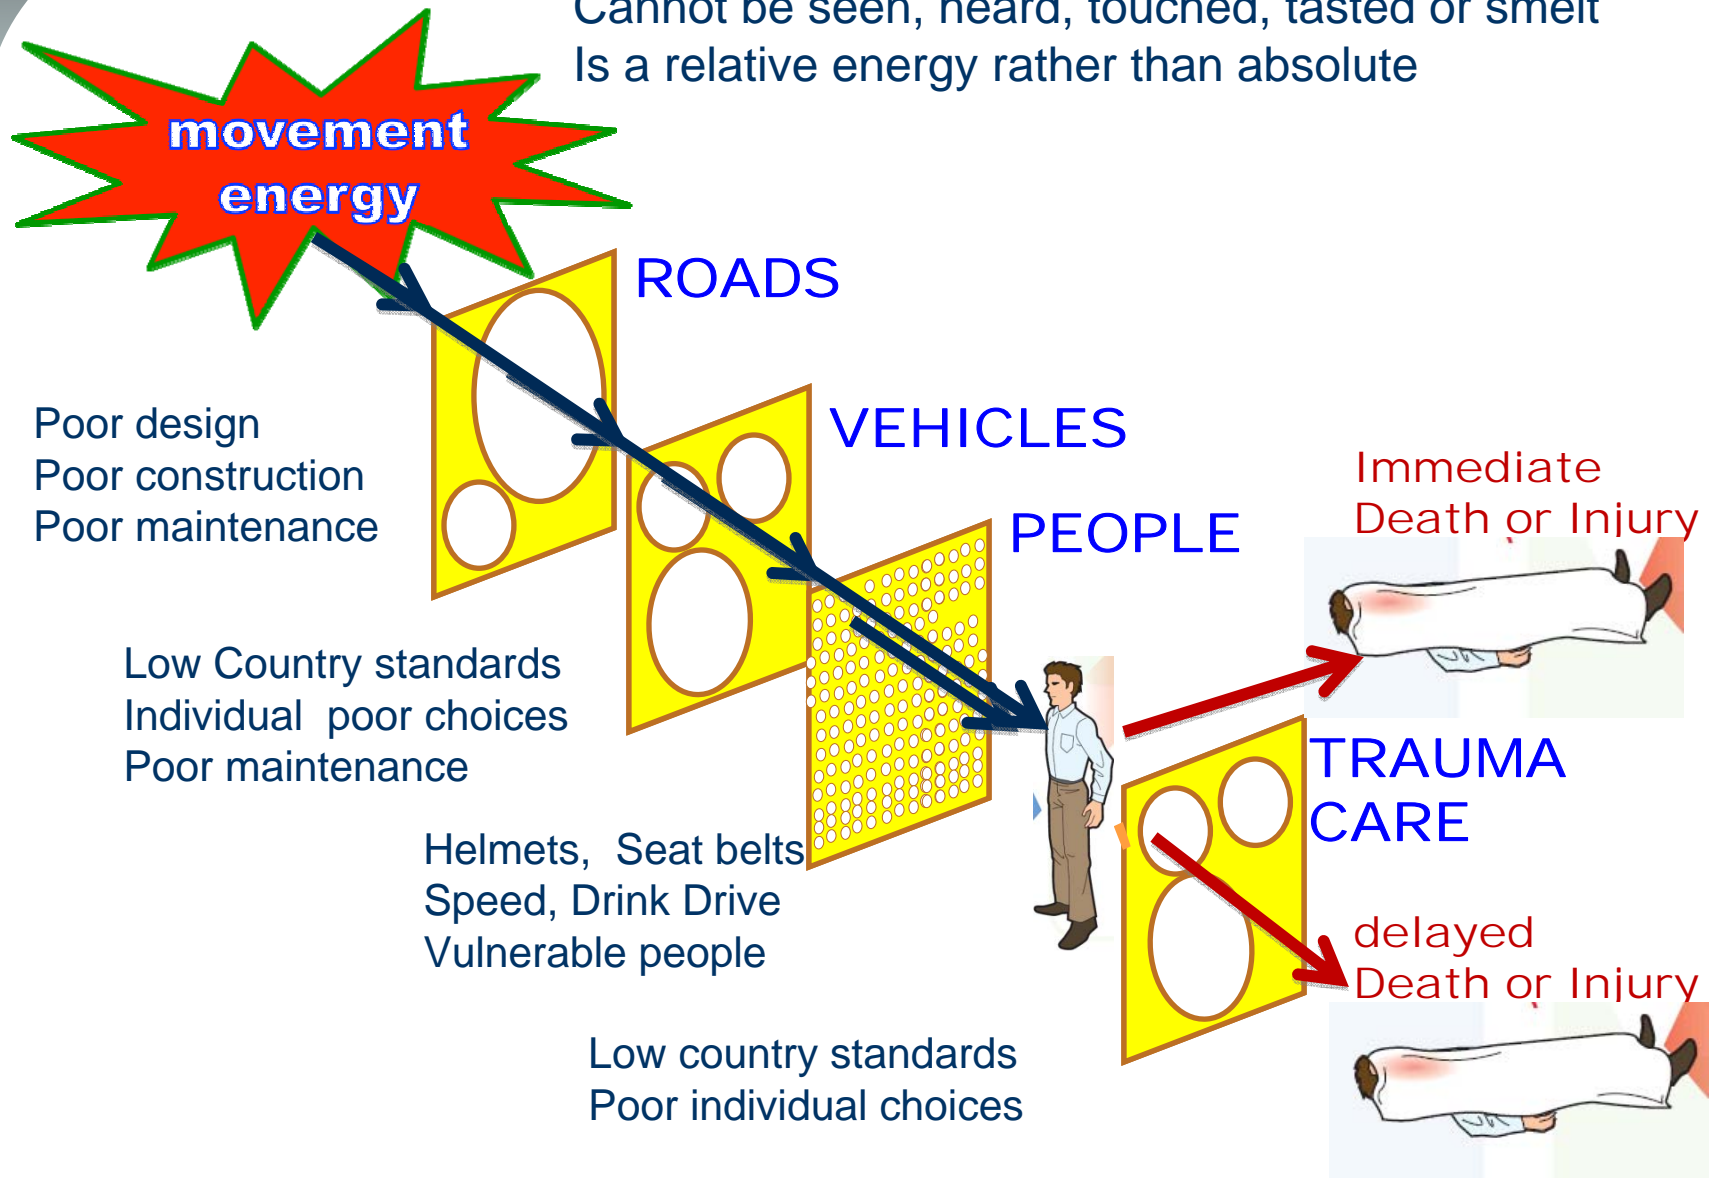 Cannot be seen, heard, touched, tasted or smelt
Is a relative energy rather than absolute
movement
energy
ROADS
Poor design
Poor construction
Poor maintenance
VEHICLES
Low Country standards
Individual poor choices
Poor maintenance
PEOPLE
Helmets, Seat belts
Speed, Drink Drive
Vulnerable people
Immediate
Death or Injury
TRAUMA
CARE
Low country standards
Poor individual choices
delayed
Death or Injury